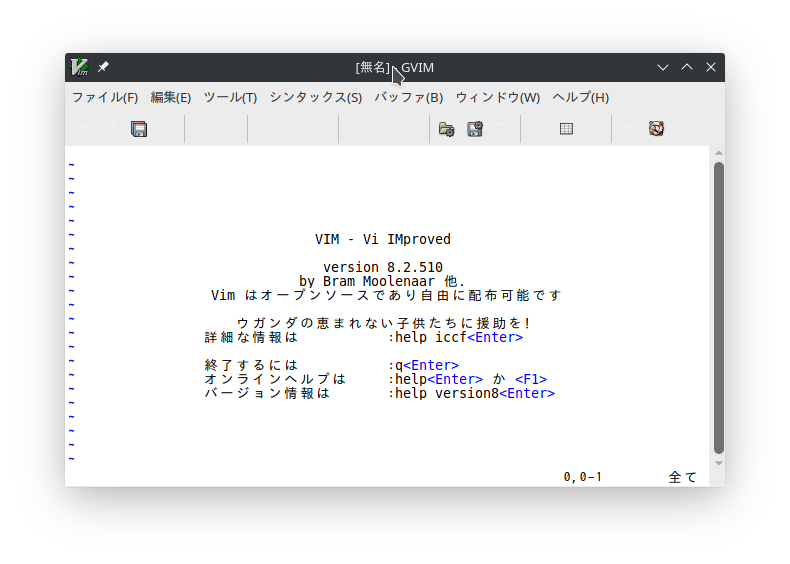 [無名] - GVIM
ファイル(F) 編集(E) ツール(T) シンタックス(S) バッファ(B) ウィンドウ(W) ヘルプ(H)
~
~
~
~
~
~ VIM - Vi IMproved
~
~ version 8.2.510
~ by Bram Moolenaar 他.
~ Vim はオープンソースであり自由に配布可能です
~
~ ウガンダの恵まれない子供たちに援助を!
~ 詳細な情報は :help iccf<Enter>
~
~ 終了するには :q<Enter>
~ オンラインヘルプは :help<Enter> か <F1>
~ バージョン情報は :help version8<Enter>
~
~
~
~
~
0,0-1 全て